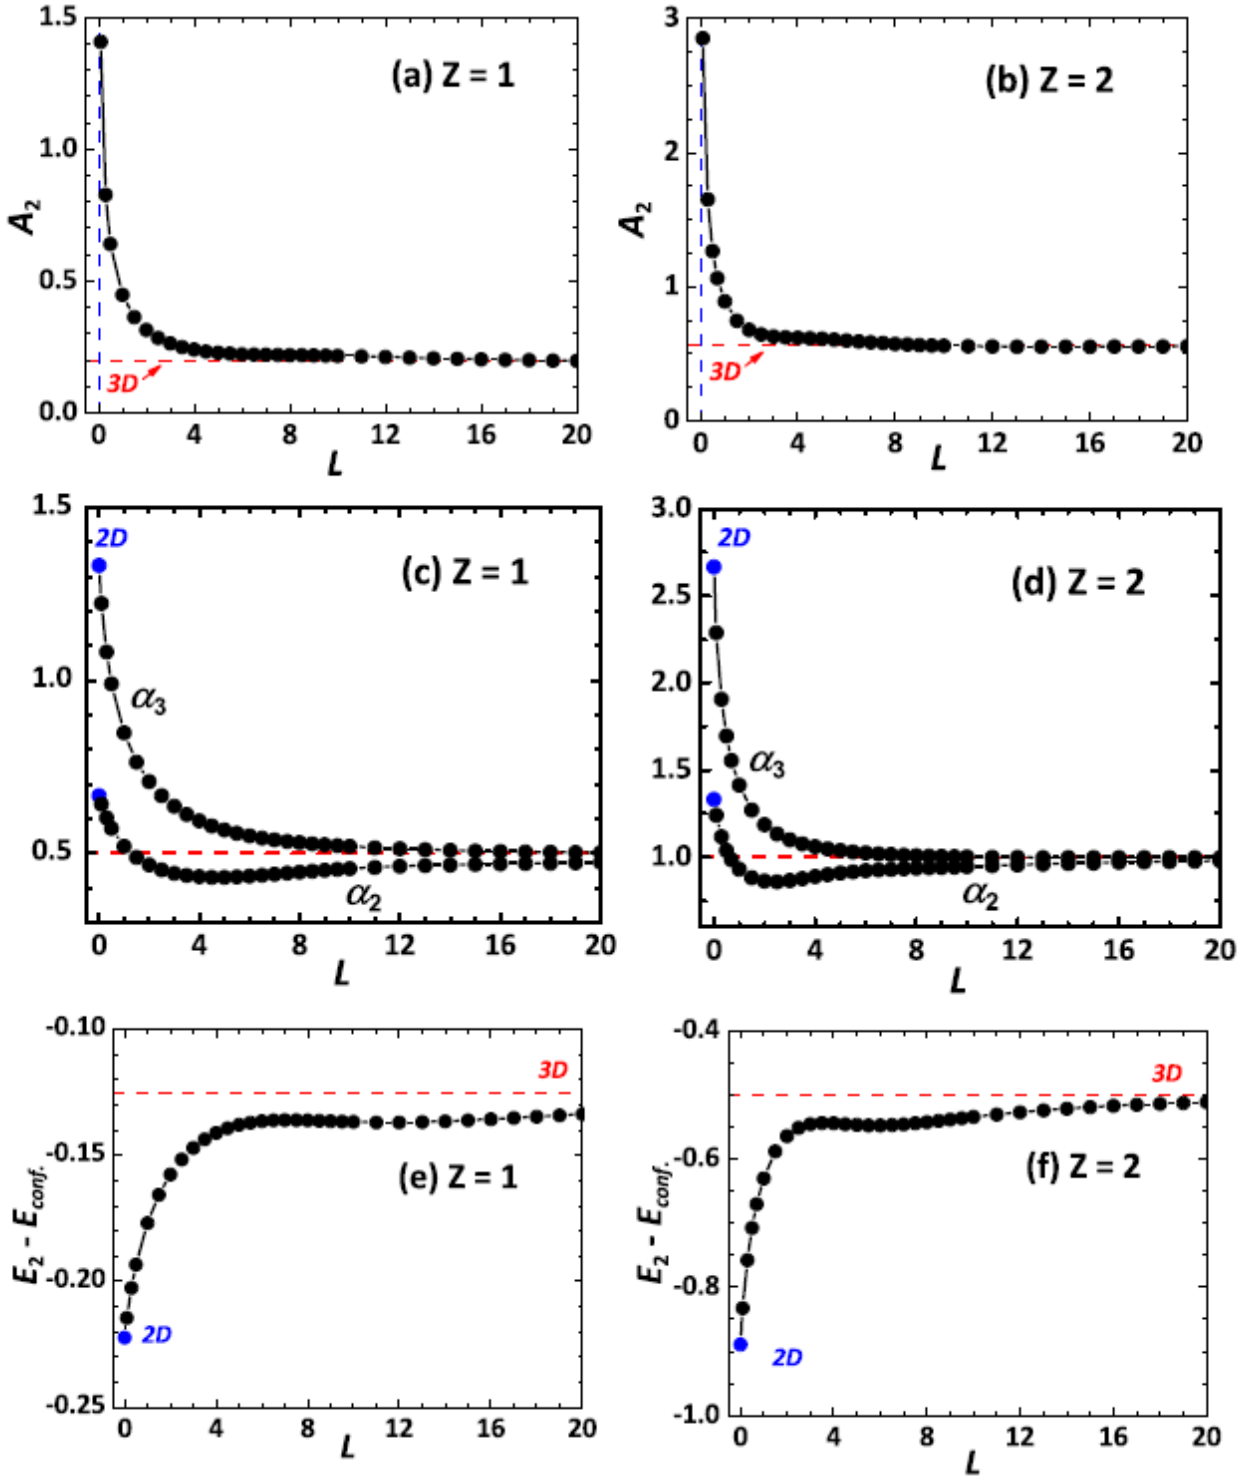 1.5
1.0
0.5
0.0
A2
(a) Z = 1
3D
0 4 8 12 16 20
L
3
2
1
0
A2
(b) Z = 2
3D
0 4 8 12 16 20
L
1.5
1.0
0.5
2D
(c) Z = 1
α3
α2
0 4 8 12 16 20
L
3.0
2.5
2.0
1.5
1.0
2D
(d) Z = 2
α3
α2
0 4 8 12 16 20
L
-0.10
-0.15
-0.20
-0.25
E2 - Econf.
3D
(e) Z = 1
2D
0 4 8 12 16 20
L
-0.4
-0.6
-0.8
-1.0
E2 - Econf.
3D
(f) Z = 2
2D
0 4 8 12 16 20
L